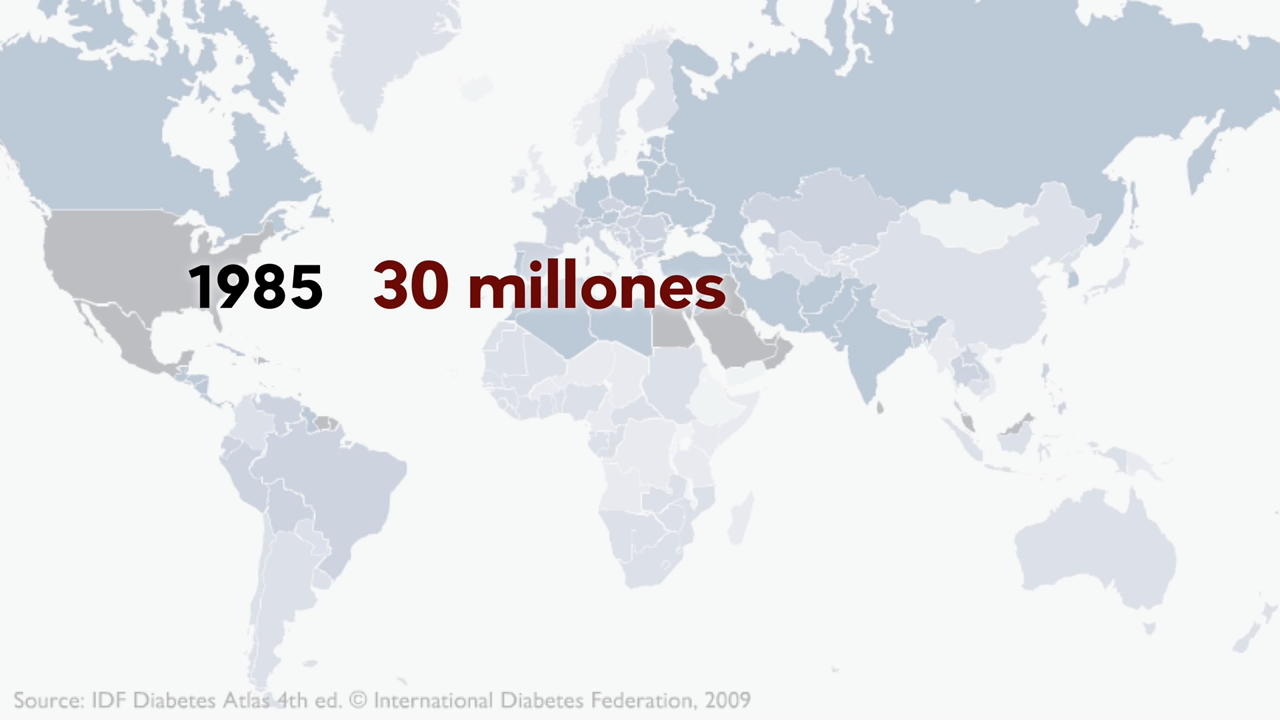 1985 30 millones
Source: IDF Diabetes Atlas 4th ed. © International Diabetes Federation, 2009